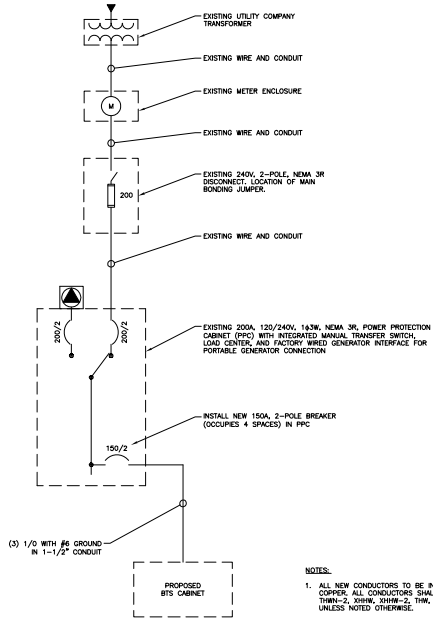 EXISTING UTILITY COMPANY
TRANSFORMER
EXISTING WIRE AND CONDUIT
EXISTING METER ENCLOSURE
M
EXISTING WIRE AND CONDUIT
EXISTING 240V, 2-POLE, NEMA 3R
DISCONNECT. LOCATION OF MAIN
BONDING JUMPER.
200
EXISTING WIRE AND CONDUIT
200/2
200/2
EXISTING 200A, 120/240V, 1ϕ3W, NEMA 3R, POWER PROTECTION
CABINET (PPC) WITH INTEGRATED MANUAL TRANSFER SWITCH,
LOAD CENTER, AND FACTORY WIRED GENERATOR INTERFACE FOR
PORTABLE GENERATOR CONNECTION
INSTALL NEW 150A, 2-POLE BREAKER
(OCCUPIES 4 SPACES) IN PPC
150/2
(3) 1/0 WITH #6 GROUND
IN 1-1/2" CONDUIT
PROPOSED
BTS CABINET
NOTES:
1. ALL NEW CONDUCTORS TO BE
COPPER. ALL CONDUCTORS
THWN-2, XHHW, XHHW-2, THW,
UNLESS NOTED OTHERWISE.